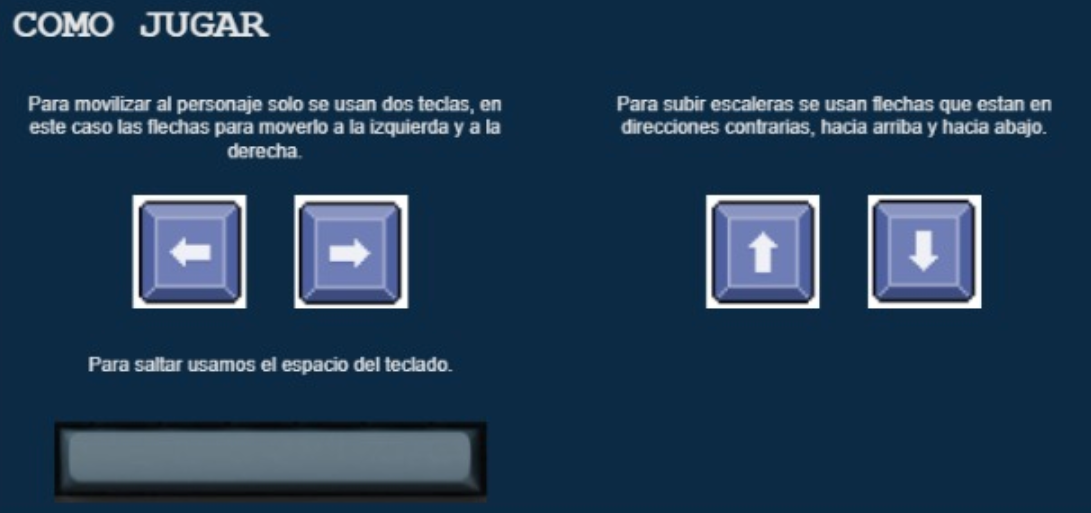 COMO JUGAR
Para movilizar al personaje solo se usan dos teclas, en
este caso las flechas para moverlo a la izquierda y a la
derecha.
Para subir escaleras se usan flechas que estan en
direcciones contrarias, hacia arriba y hacia abajo.
Para saltar usamos el espacio del teclado.